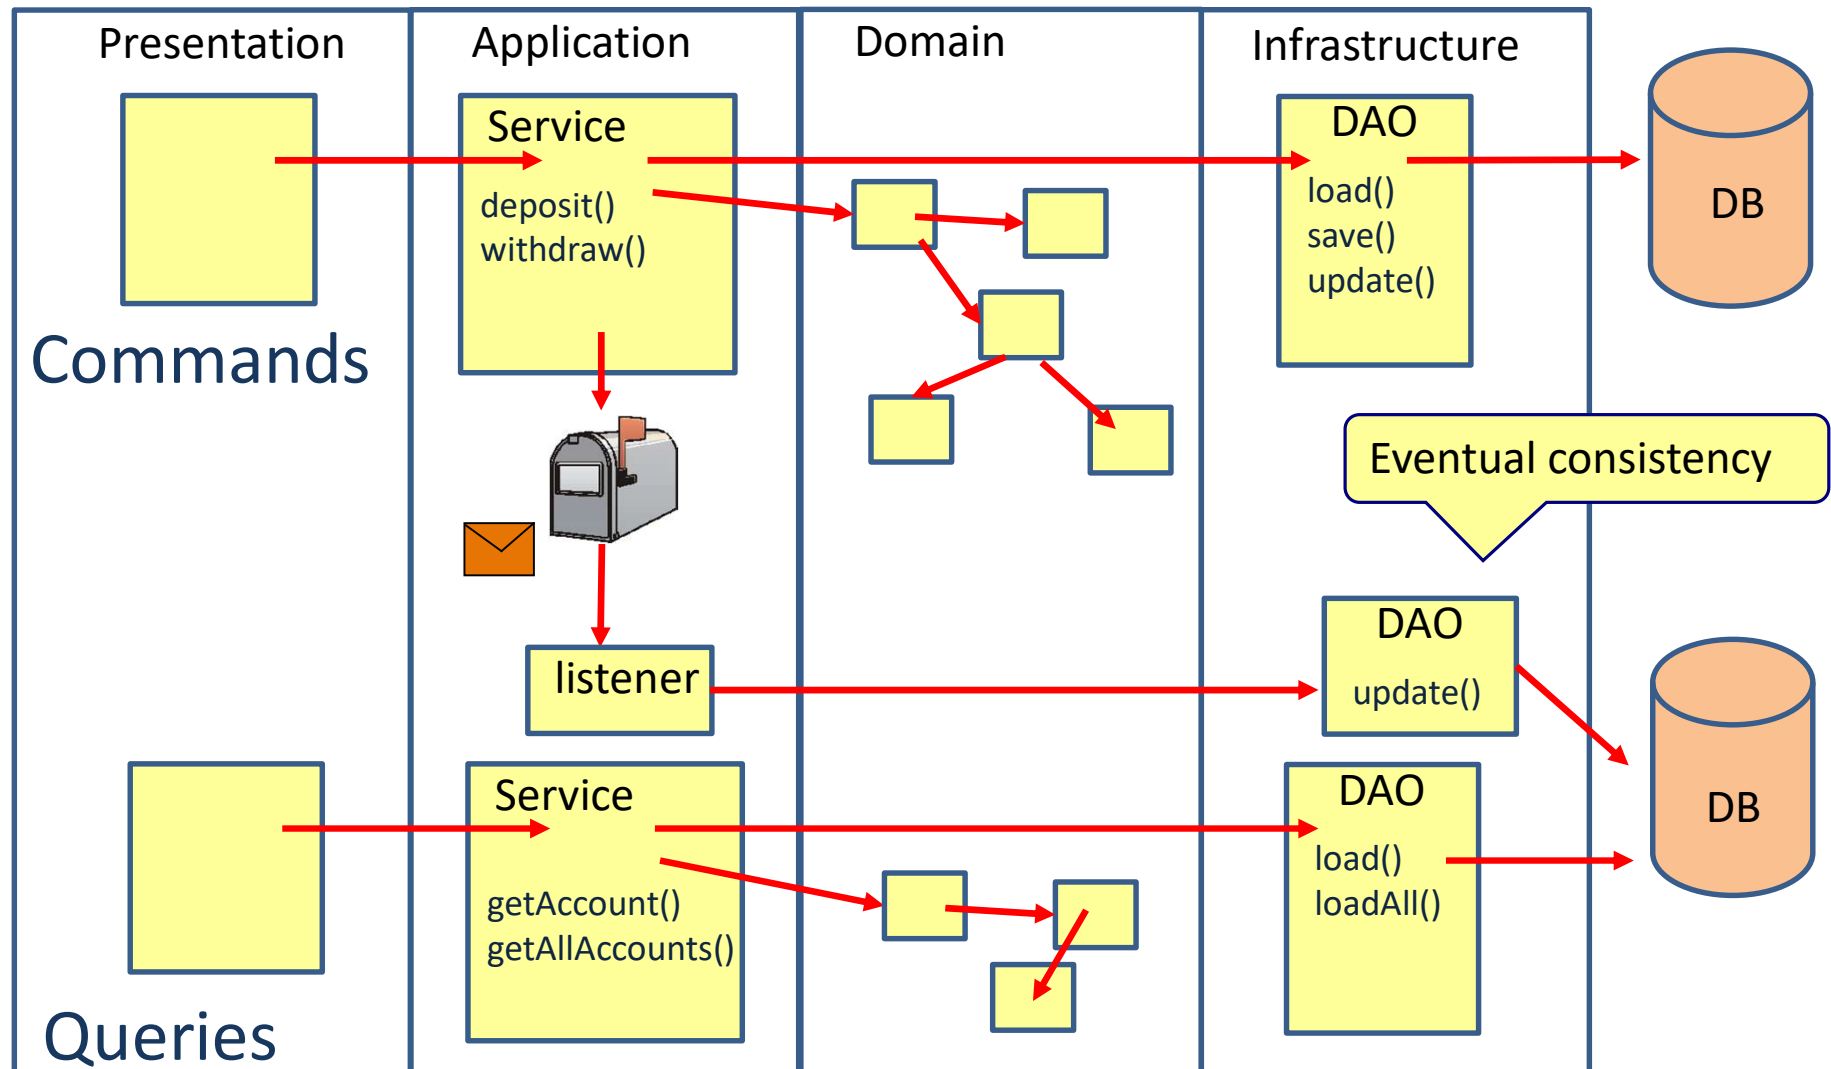 Presentation
Application
Domain
Infrastructure
Service
deposit()
withdraw()
DAO
load()
save()
update()
DB
Commands
Eventual consistency
listener
DAO
update()
Service
getAccount()
getAllAccounts()
DAO
load()
loadAll()
DB
Queries